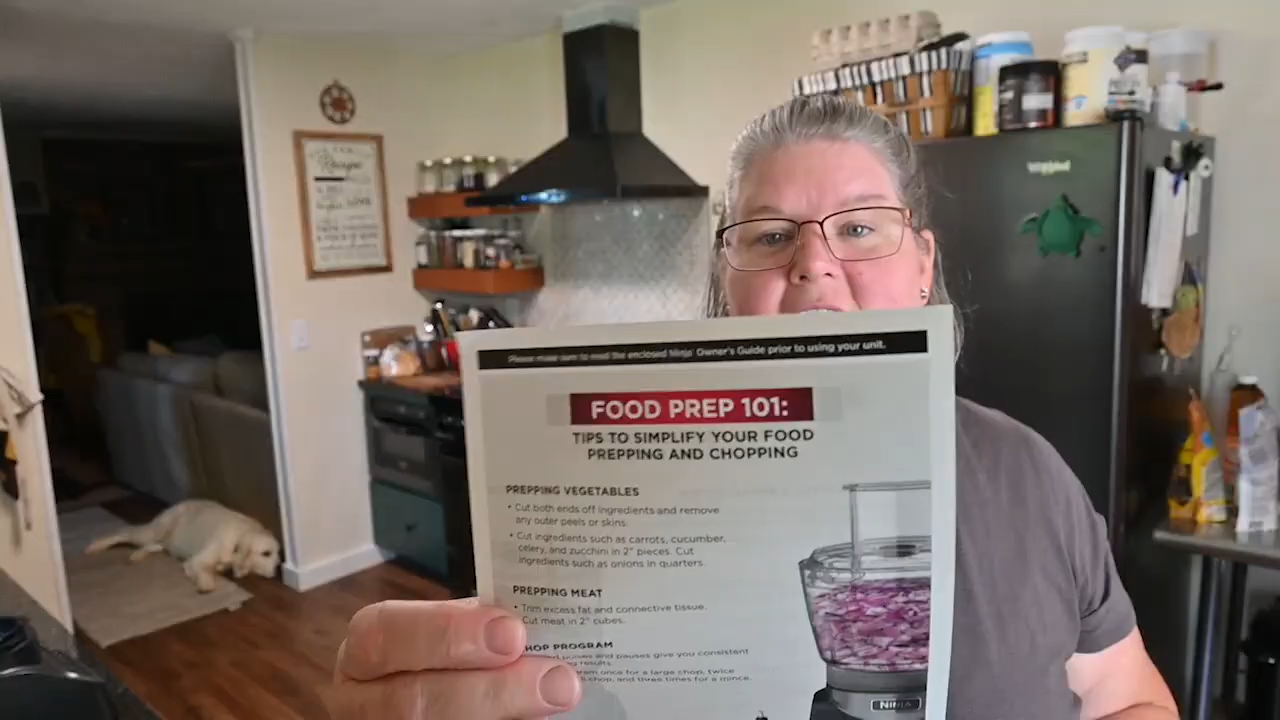 Please make sure to read the enclosed Ninja® Owner's Guide prior to using your unit.
FOOD PREP 101:
TIPS TO SIMPLIFY YOUR FOOD
PREPPING AND CHOPPING
PREPPING VEGETABLES
• Cut both ends off ingredients and remove
any outer peels or skins.
• Cut ingredients such as carrots, cucumber,
celery, and zucchini in 2" pieces. Cut
ingredients such as onions in quarters.
PREPPING MEAT
• Trim excess fat and connective tissue.
Cut meat in 2" cubes.
HOP PROGRAM
and pauses give you consistent
results.
once for a large chop, twice
chop, and three times for a mince.
NINJA